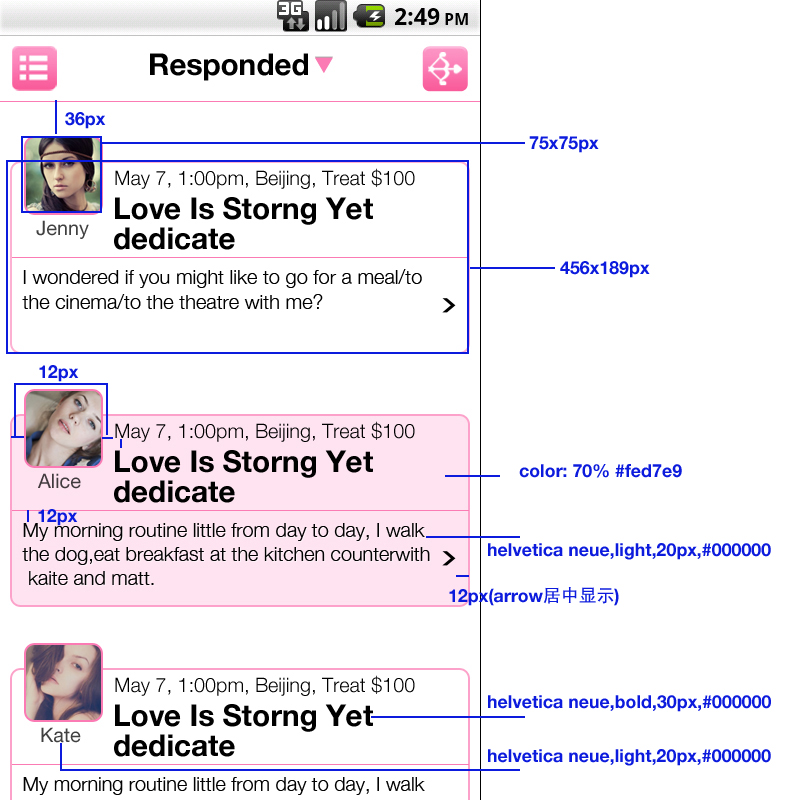 3G
2:49 PM
Responded
36px
75x75px
May 7, 1:00pm, Beijing, Treat $100
Love Is Storng Yet
dedicate
Jenny
456x189px
I wondered if you might like to go for a meal/to
the cinema/to the theatre with me?
12px
May 7, 1:00pm, Beijing, Treat $100
Love Is Storng Yet
dedicate
Alice
color: 70% #fed7e9
12px
My morning routine little from day to day, I walk
the dog,eat breakfast at the kitchen counterwith
kaite and matt.
helvetica neue,light,20px,#000000
12px(arrow居中显示)
May 7, 1:00pm, Beijing, Treat $100
Love Is Storng Yet
dedicate
Kate
helvetica neue,bold,30px,#000000
helvetica neue,light,20px,#000000
My morning routine little from day to day, I walk